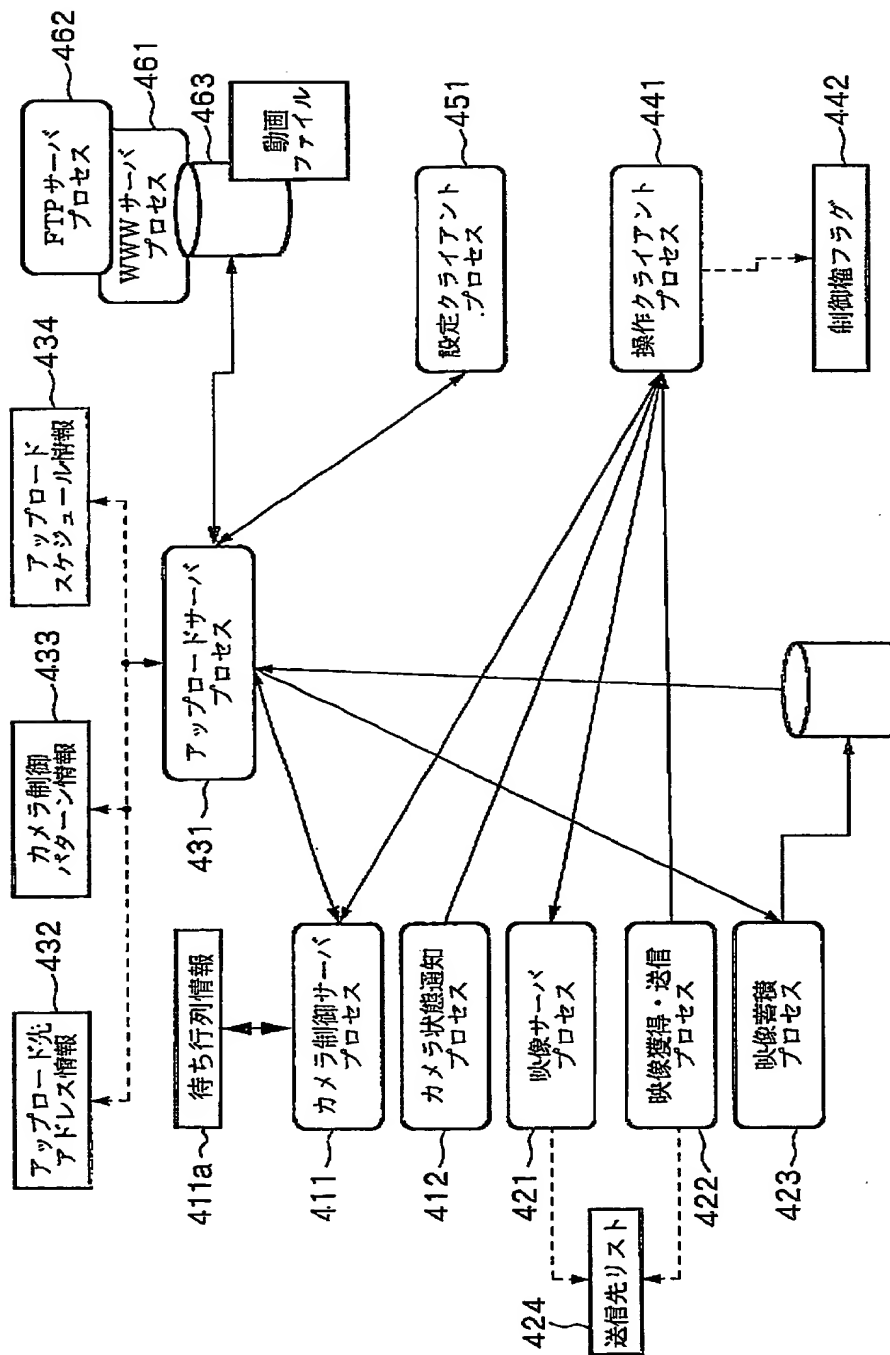 アップロード先
アドレス情報
432
カメラ制御
パターン情報
433
アップロード
スケジュール情報
434
FTPサーバ
プロセス
462
WWWサーバ
プロセス
461
463
動画
ファイル
アップロードサーバ
プロセス
431
設定クライアント
プロセス
451
操作クライアント
プロセス
441
制御権フラグ
442
待ち行列情報
411a
カメラ制御サーバ
プロセス
411
カメラ状態通知
プロセス
412
映像サーバ
プロセス
421
映像獲得・送信
プロセス
422
映像蓄積
プロセス
423
送信先リスト
424